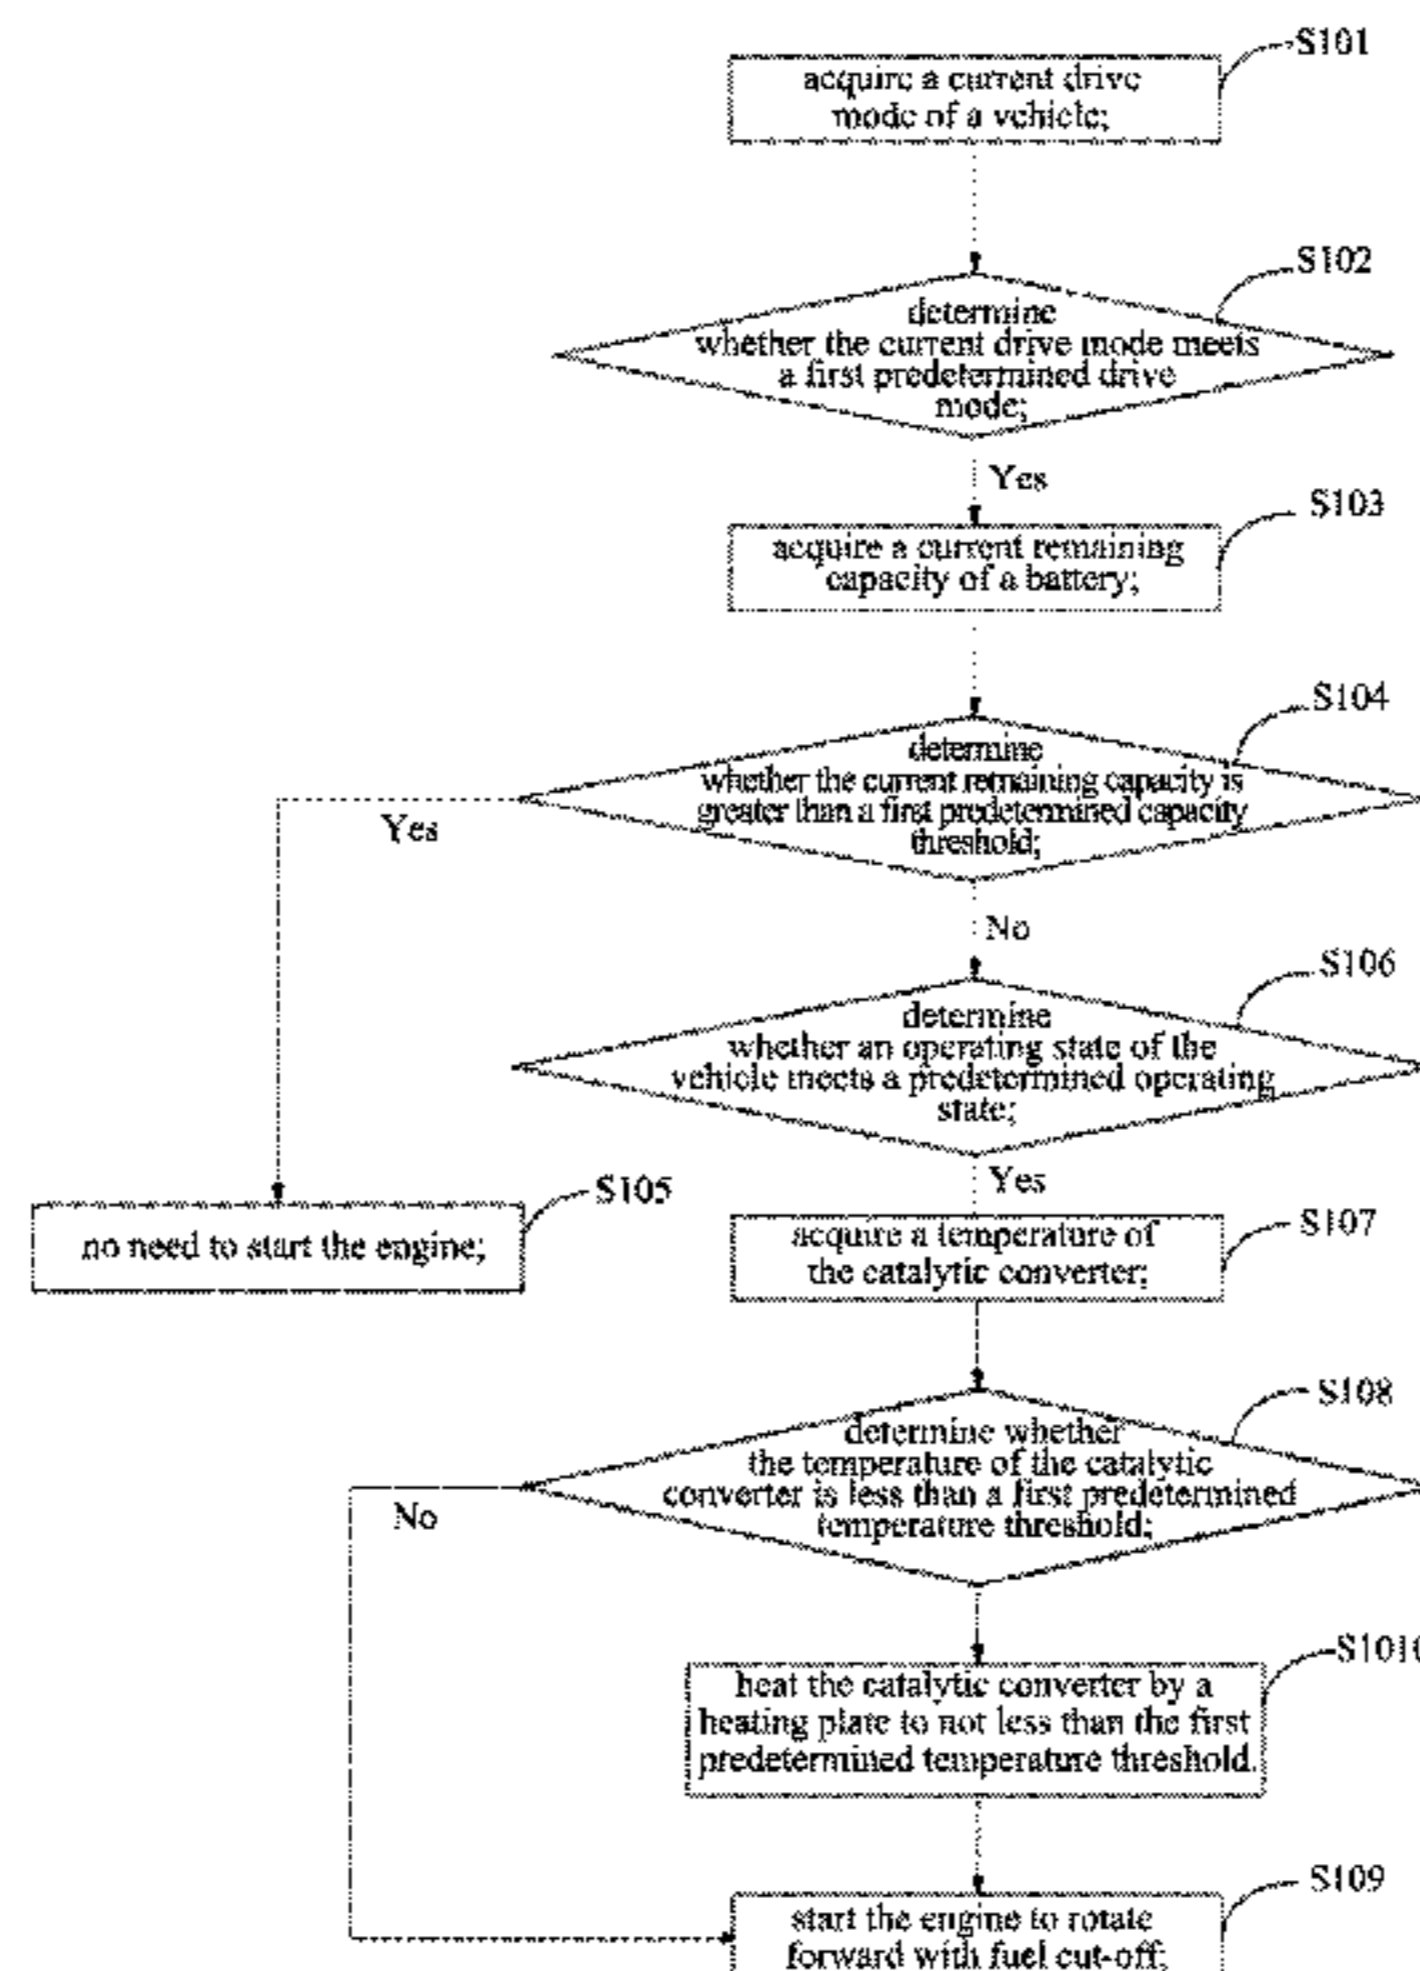 S101
acquire a current drive
mode of a vehicle;
S102
determine
whether the current drive mode meets
a first predetermined drive
mode;
Yes
S103
acquire a current remaining
capacity of a battery;
S104
determine
whether the current remaining capacity is
greater than a first predetermined capacity
threshold;
Yes
No
S106
determine
whether an operating state of the
vehicle meets a predetermined operating
state;
Yes
S105
no need to start the engine;
S107
acquire a temperature of
the catalytic converter;
S108
determine whether
the temperature of the catalytic
converter is less than a first predetermined
temperature threshold;
No
S1010
heat the catalytic converter by a
heating plate to not less than the first
predetermined temperature threshold.
S109
start the engine to rotate
forward with fuel cut-off;